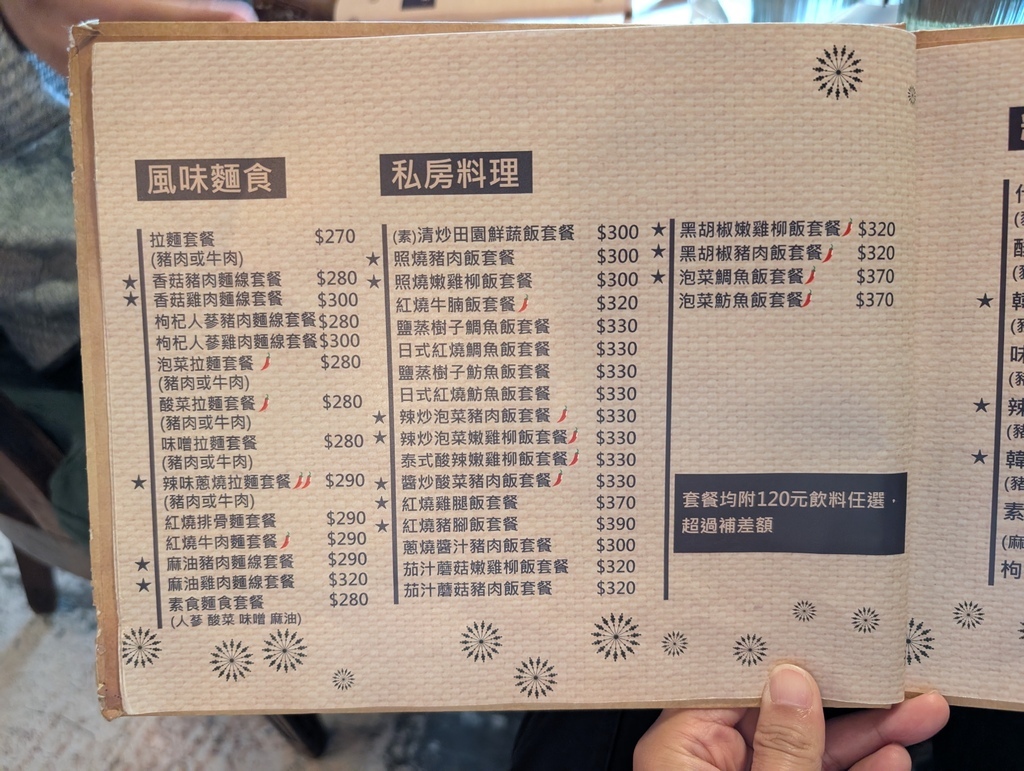 風味麵食
拉麵套餐 $270
(豬肉或牛肉)
★ 香菇豬肉麵線套餐 $280
★ 香菇雞肉麵線套餐 $300
枸杞人蔘豬肉麵線套餐 $280
枸杞人蔘雞肉麵線套餐 $300
泡菜拉麵套餐 $280
(豬肉或牛肉)
酸菜拉麵套餐 $280
(豬肉或牛肉)
味噌拉麵套餐 $280
(豬肉或牛肉)
★ 辣味蔥燒拉麵套餐 $290
(豬肉或牛肉)
紅燒排骨麵套餐 $290
紅燒牛肉麵套餐 $290
★ 麻油豬肉麵線套餐 $290
★ 麻油雞肉麵線套餐 $320
素食麵食套餐 $280
(人蔘 酸菜 味噌 麻油)
私房料理
(素)清炒田園鮮蔬飯套餐 $300
★ 照燒豬肉飯套餐 $300
★ 照燒嫩雞柳飯套餐 $300
紅燒牛腩飯套餐 $320
鹽蒸樹子鯛魚飯套餐 $330
日式紅燒鯛魚飯套餐 $330
鹽蒸樹子魴魚飯套餐 $330
日式紅燒魴魚飯套餐 $330
★ 辣炒泡菜豬肉飯套餐 $330
★ 辣炒泡菜嫩雞柳飯套餐 $330
泰式酸辣嫩雞柳飯套餐 $330
★ 醬炒酸菜豬肉飯套餐 $330
★ 紅燒雞腿飯套餐 $370
★ 紅燒豬腳飯套餐 $390
蔥燒醬汁豬肉飯套餐 $300
茄汁蘑菇嫩雞柳飯套餐 $320
茄汁蘑菇豬肉飯套餐 $320
★ 黑胡椒嫩雞柳飯套餐 $320
★ 黑胡椒豬肉飯套餐 $320
★ 泡菜鯛魚飯套餐 $370
泡菜魴魚飯套餐 $370
套餐均附120元飲料任選，
超過補差額
★ 韓
味
★ 辣
★ 韓
素
枸